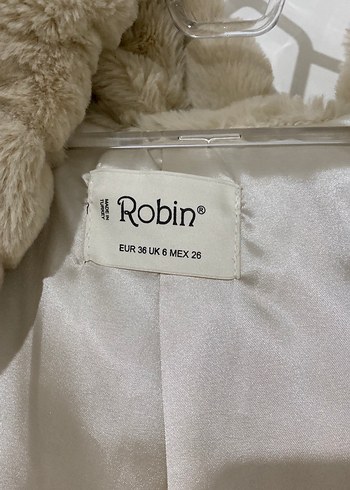 MADE IN
TURKEY
Robin®
EUR 36 UK 6 MEX 26